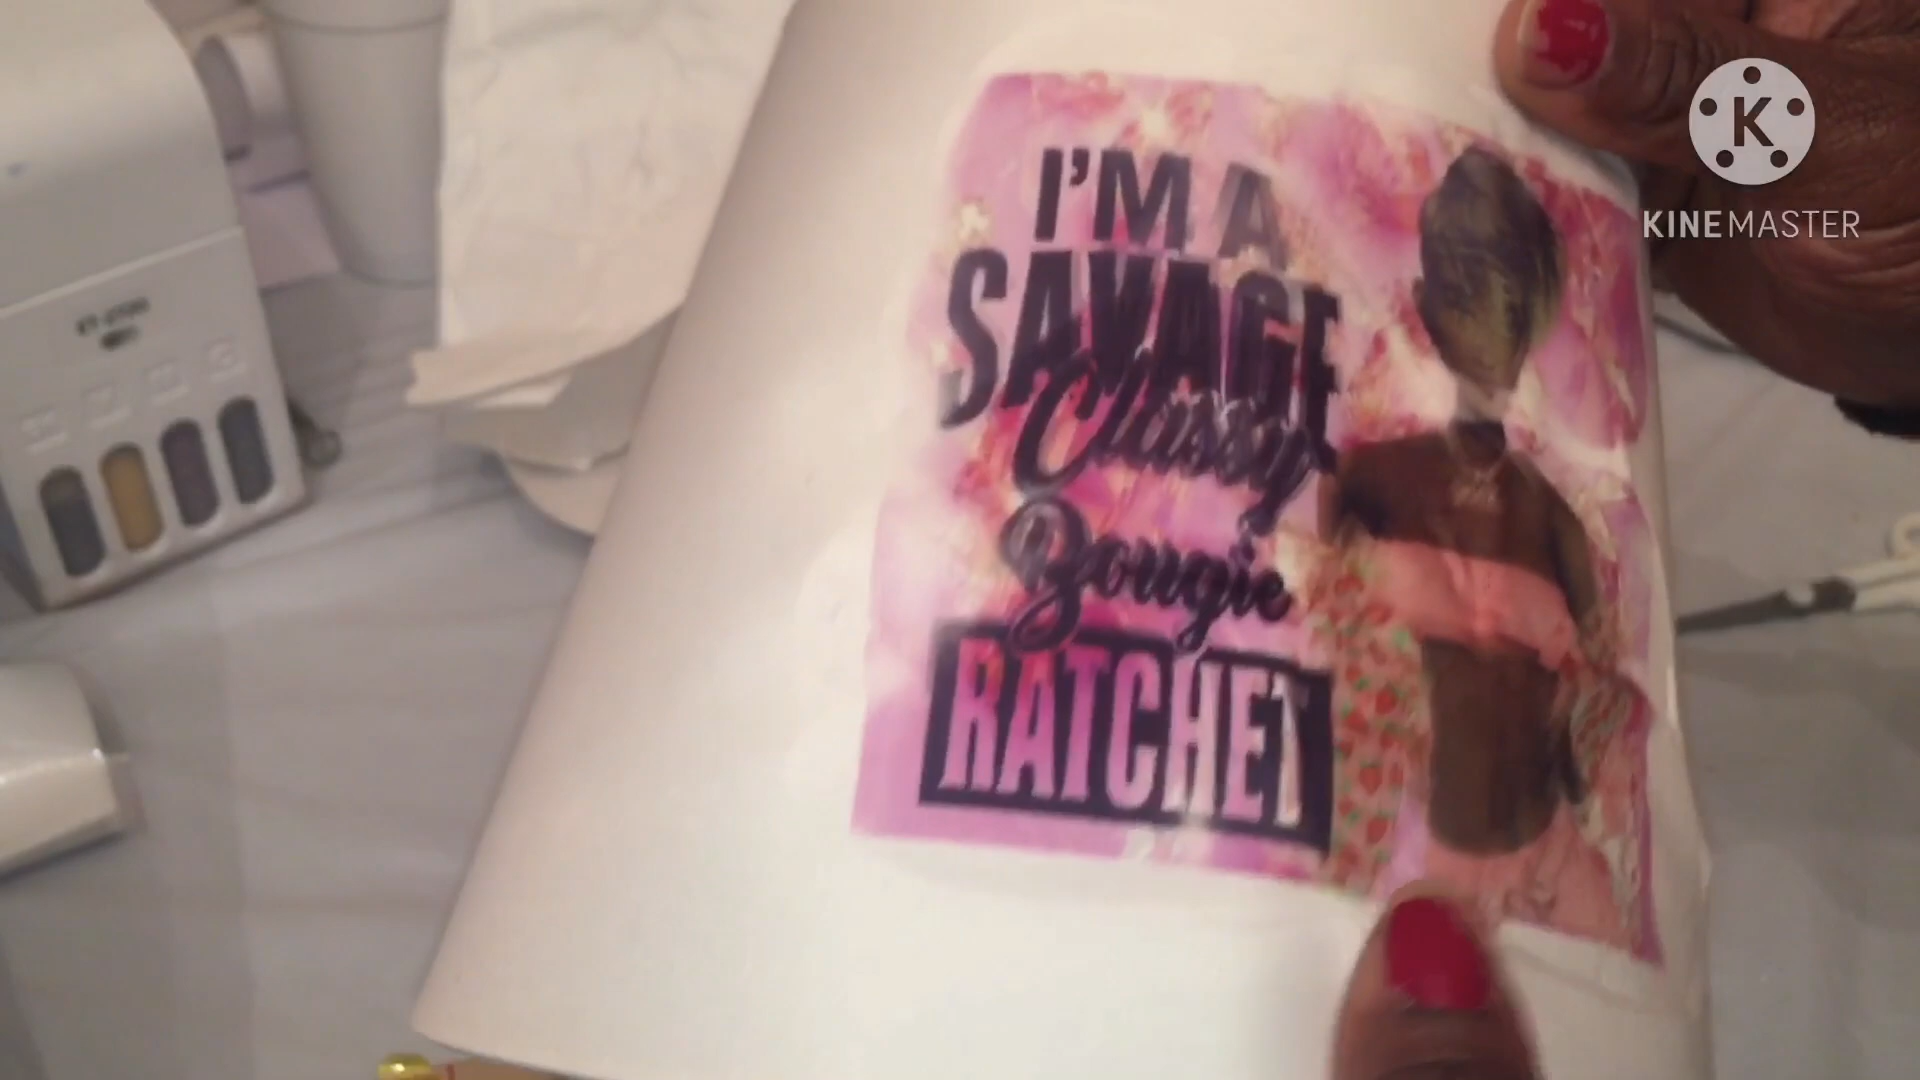 I'M A
SAVAGE
Classy
Bougie
RATCHET
K
KINEMASTER